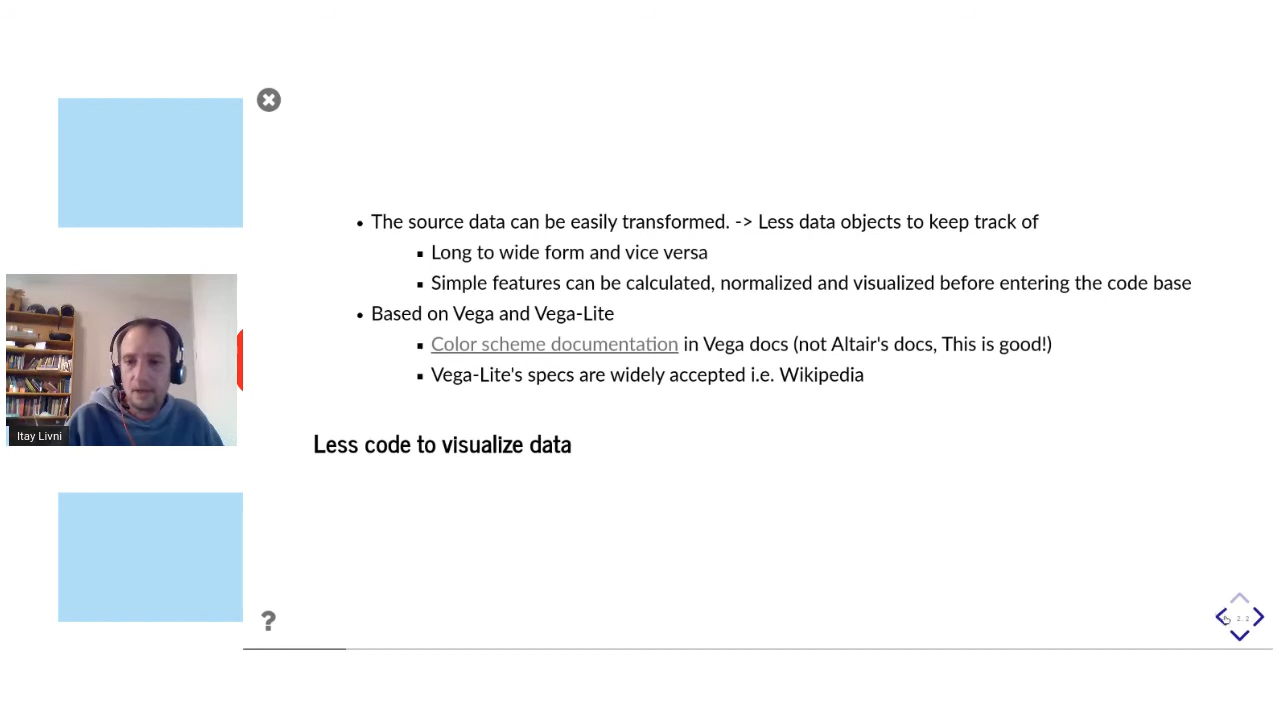 The source data can be easily transformed. -> Less data objects to keep track of
Long to wide form and vice versa
Simple features can be calculated, normalized and visualized before entering the code base
Based on Vega and Vega-Lite
Color scheme documentation in Vega docs (not Altair's docs, This is good!)
Vega-Lite's specs are widely accepted i.e. Wikipedia
Itay Livni
Less code to visualize data
?
2.2